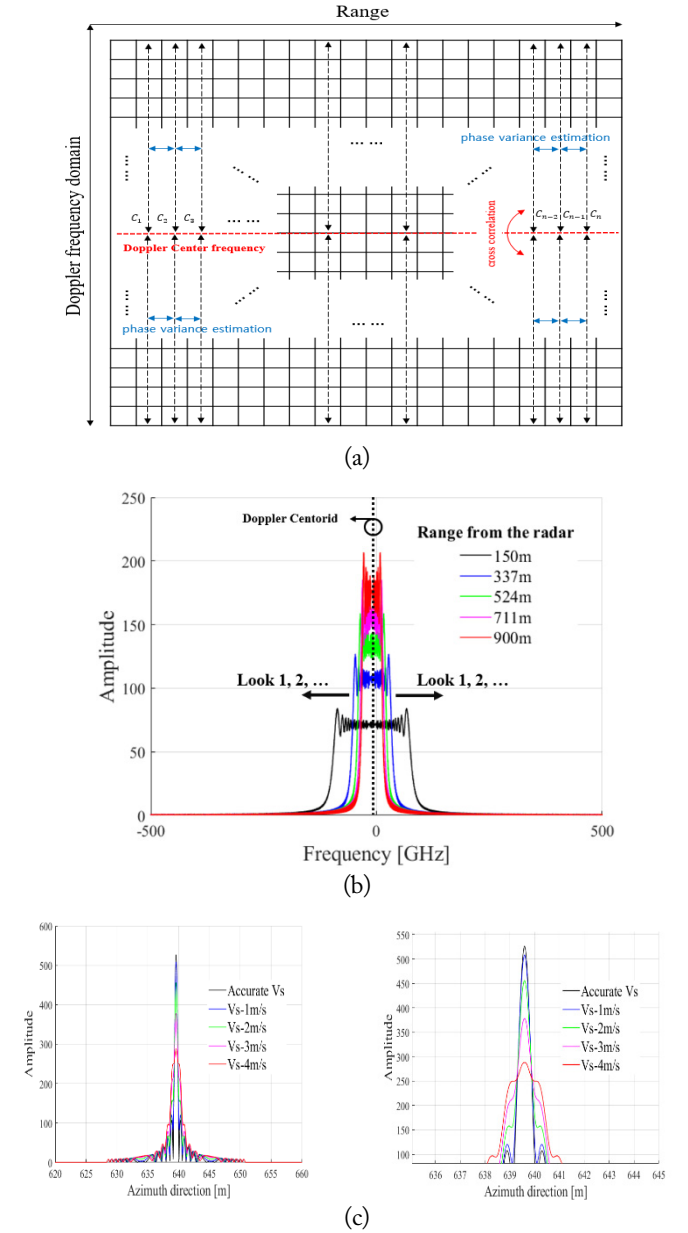 Range
Doppler frequency domain
... ...
phase variance estimation
C1 C2 C3 ... ...
Cn-2 Cn-1 Cn
Doppler Center frequency
cross correlation
phase variance estimation
... ...
(a)
250
Doppler Centorid
Range from the radar
200
150m
337m
524m
150
711m
900m
Amplitude
100
Look 1, 2, …
Look 1, 2, …
50
0
-500
0
500
Frequency [GHz]
(b)
600
500
400
300
200
100
0
Amplitude
Accurate Vs
Vs-1m/s
Vs-2m/s
Vs-3m/s
Vs-4m/s
620 625 630 635 640 645 650 655 660
Azimuth direction [m]
550
500
450
400
350
300
250
200
150
100
Amplitude
Accurate Vs
Vs-1m/s
Vs-2m/s
Vs-3m/s
Vs-4m/s
636 637 638 639 640 641 642 643 644 645
Azimuth direction [m]
(c)